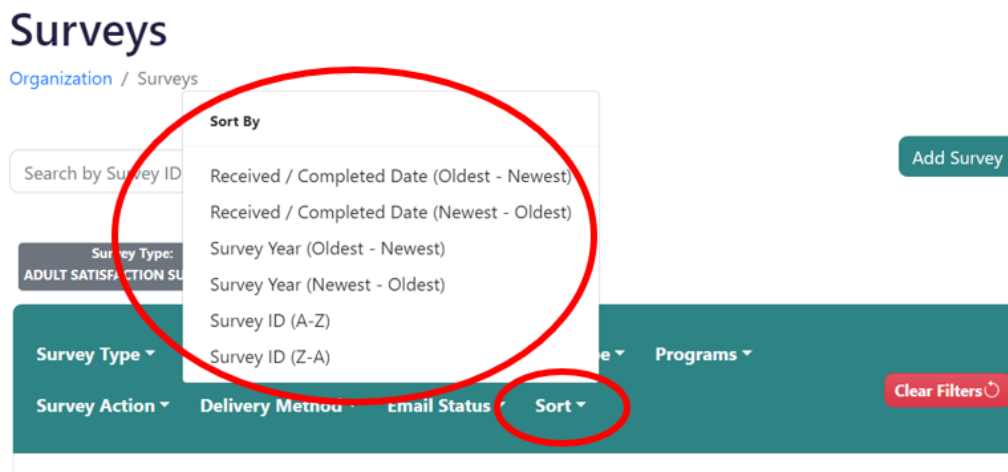 Surveys
Organization / Surveys
Sort By
Search by Survey ID
Add Survey
Received / Completed Date (Oldest - Newest)
Received / Completed Date (Newest - Oldest)
Survey Year (Oldest - Newest)
Survey Year (Newest - Oldest)
Survey ID (A-Z)
Survey ID (Z-A)
Survey Type:
ADULT SATISFACTION SU
Survey Type
Programs
Survey Action Delivery Method Email Status Sort
Clear Filters